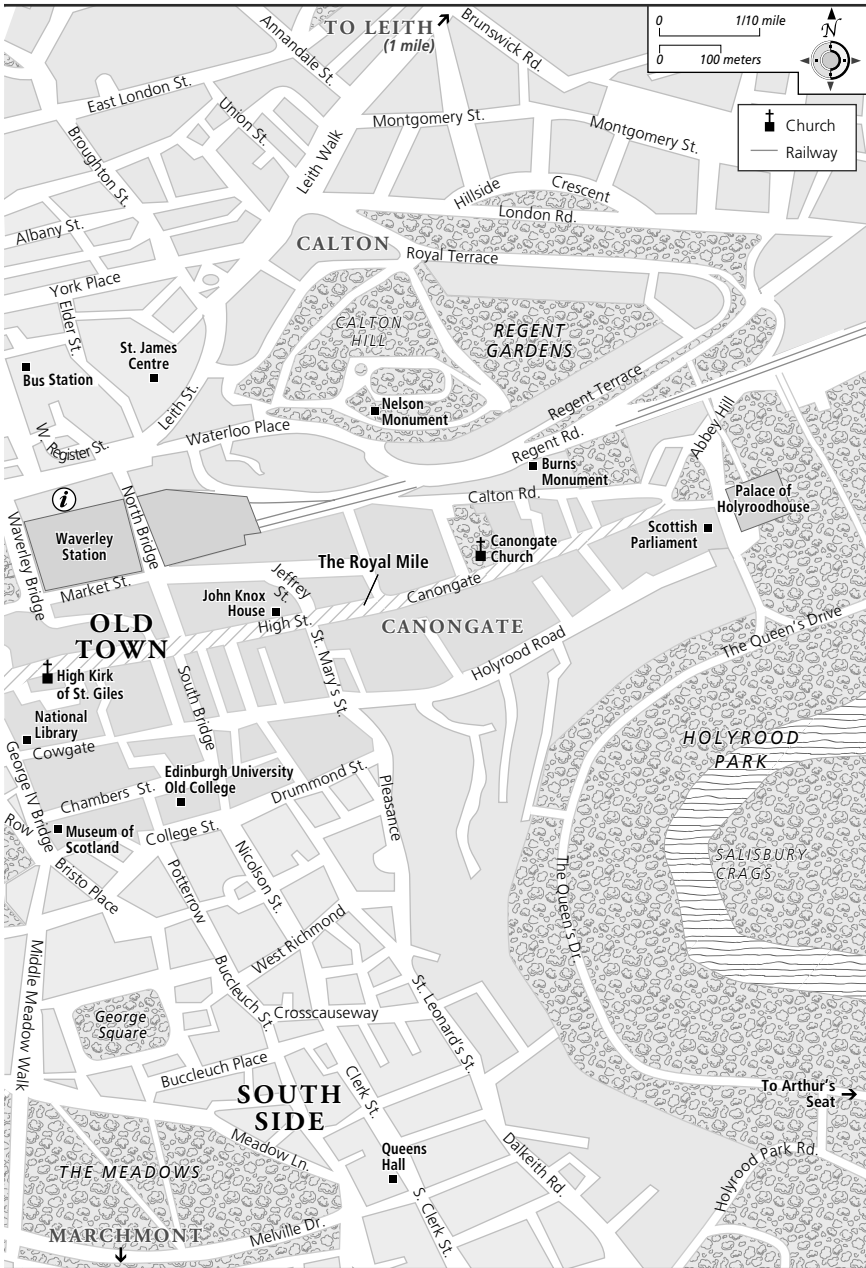 TO LEITH
(1 mile)
Annandale St.
Brunswick Rd.
0 1/10 mile
0 100 meters
N
Church
Railway
East London St.
Union St.
Broughton St.
Leith Walk
Montgomery St.
Montgomery St.
Hillside
Crescent
London Rd.
Albany St.
CALTON
Royal Terrace
York Place
Elder St.
CALTON
HILL
REGENT
GARDENS
St. James
Centre
Bus Station
Leith St.
Nelson
Monument
Regent Terrace
W. Register St.
Waterloo Place
Regent Rd.
Abbey Hill
Burns
Monument
i
North Bridge
Calton Rd.
Palace of
Holyroodhouse
Waverley Bridge
Waverley
Station
Canongate
Church
Scottish
Parliament
Market St.
Jeffrey
St.
The Royal Mile
John Knox
House
Canongate
OLD
TOWN
High St.
CANONGATE
St. Mary's St.
Holyrood Road
The Queen's Drive
High Kirk
of St. Giles
South Bridge
National
Library
Cowgate
HOLYROOD
PARK
George IV Bridge
Edinburgh University
Old College
Drummond St.
Pleasance
Chambers St.
Row
Museum of
Scotland
College St.
Bristo Place
Potterrow
Nicolson St.
SALISBURY
CRAGS
The Queen's Dr.
West Richmond
Middle Meadow Walk
Buccleuch St.
St. Leonard's St.
George
Square
Crosscauseway
Buccleuch Place
Clerk St.
SOUTH
SIDE
To Arthur's
Seat
Meadow Ln.
Dalkeith Rd.
Queens
Hall
Holyrood Park Rd.
THE MEADOWS
S. Clerk St.
MARCHMONT
Melville Dr.